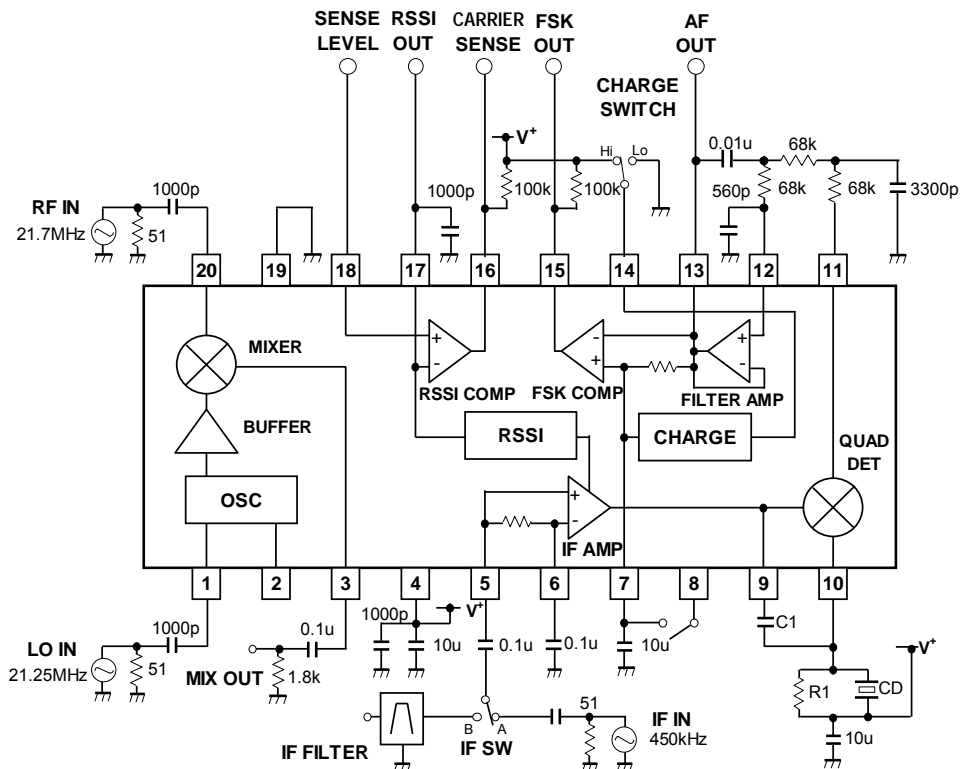 SENSE LEVEL
RSSI OUT
CARRIER SENSE
FSK OUT
AF OUT
CHARGE SWITCH
V+
Hi
Lo
0.01u
68k
1000p
1000p
100k
100k
560p
68k
68k
3300p
RF IN
21.7MHz
51
20
19
18
17
16
15
14
13
12
11
MIXER
+
-
RSSI COMP
-
+
FSK COMP
+
-
FILTER AMP
BUFFER
RSSI
CHARGE
QUAD DET
OSC
+
-
IF AMP
1
2
3
4
5
6
7
8
9
10
1000p
LO IN
21.25MHz
51
0.1u
MIX OUT
1.8k
1000p
V+
10u
0.1u
0.1u
10u
C1
V+
R1
CD
10u
IF FILTER
B
A
IF SW
51
IF IN
450kHz